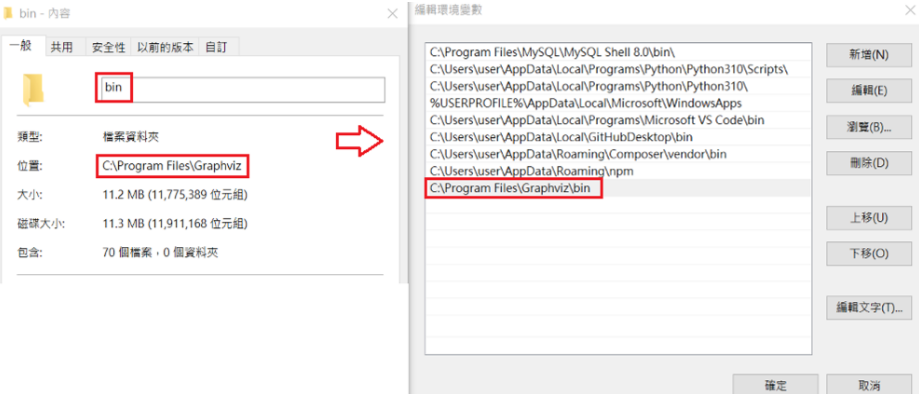 bin - 內容
一般 共用 安全性 以前的版本 自訂
bin
類型: 檔案資料夾
位置: C:\Program Files\Graphviz
大小: 11.2 MB (11,775,389 位元組)
磁碟大小: 11.3 MB (11,911,168 位元組)
包含: 70 個檔案，0 個資料夾
編輯環境變數
C:\Program Files\MySQL\MySQL Shell 8.0\bin\
C:\Users\user\AppData\Local\Programs\Python\Python310\Scripts\
C:\Users\user\AppData\Local\Programs\Python\Python310\
%USERPROFILE%\AppData\Local\Microsoft\WindowsApps
C:\Users\user\AppData\Local\Programs\Microsoft VS Code\bin
C:\Users\user\AppData\Local\GitHubDesktop\bin
C:\Users\user\AppData\Roaming\Composer\vendor\bin
C:\Users\user\AppData\Roaming\npm
C:\Program Files\Graphviz\bin
新增(N)
編輯(E)
瀏覽(B)...
刪除(D)
上移(U)
下移(O)
編輯文字(T)...
確定 取消